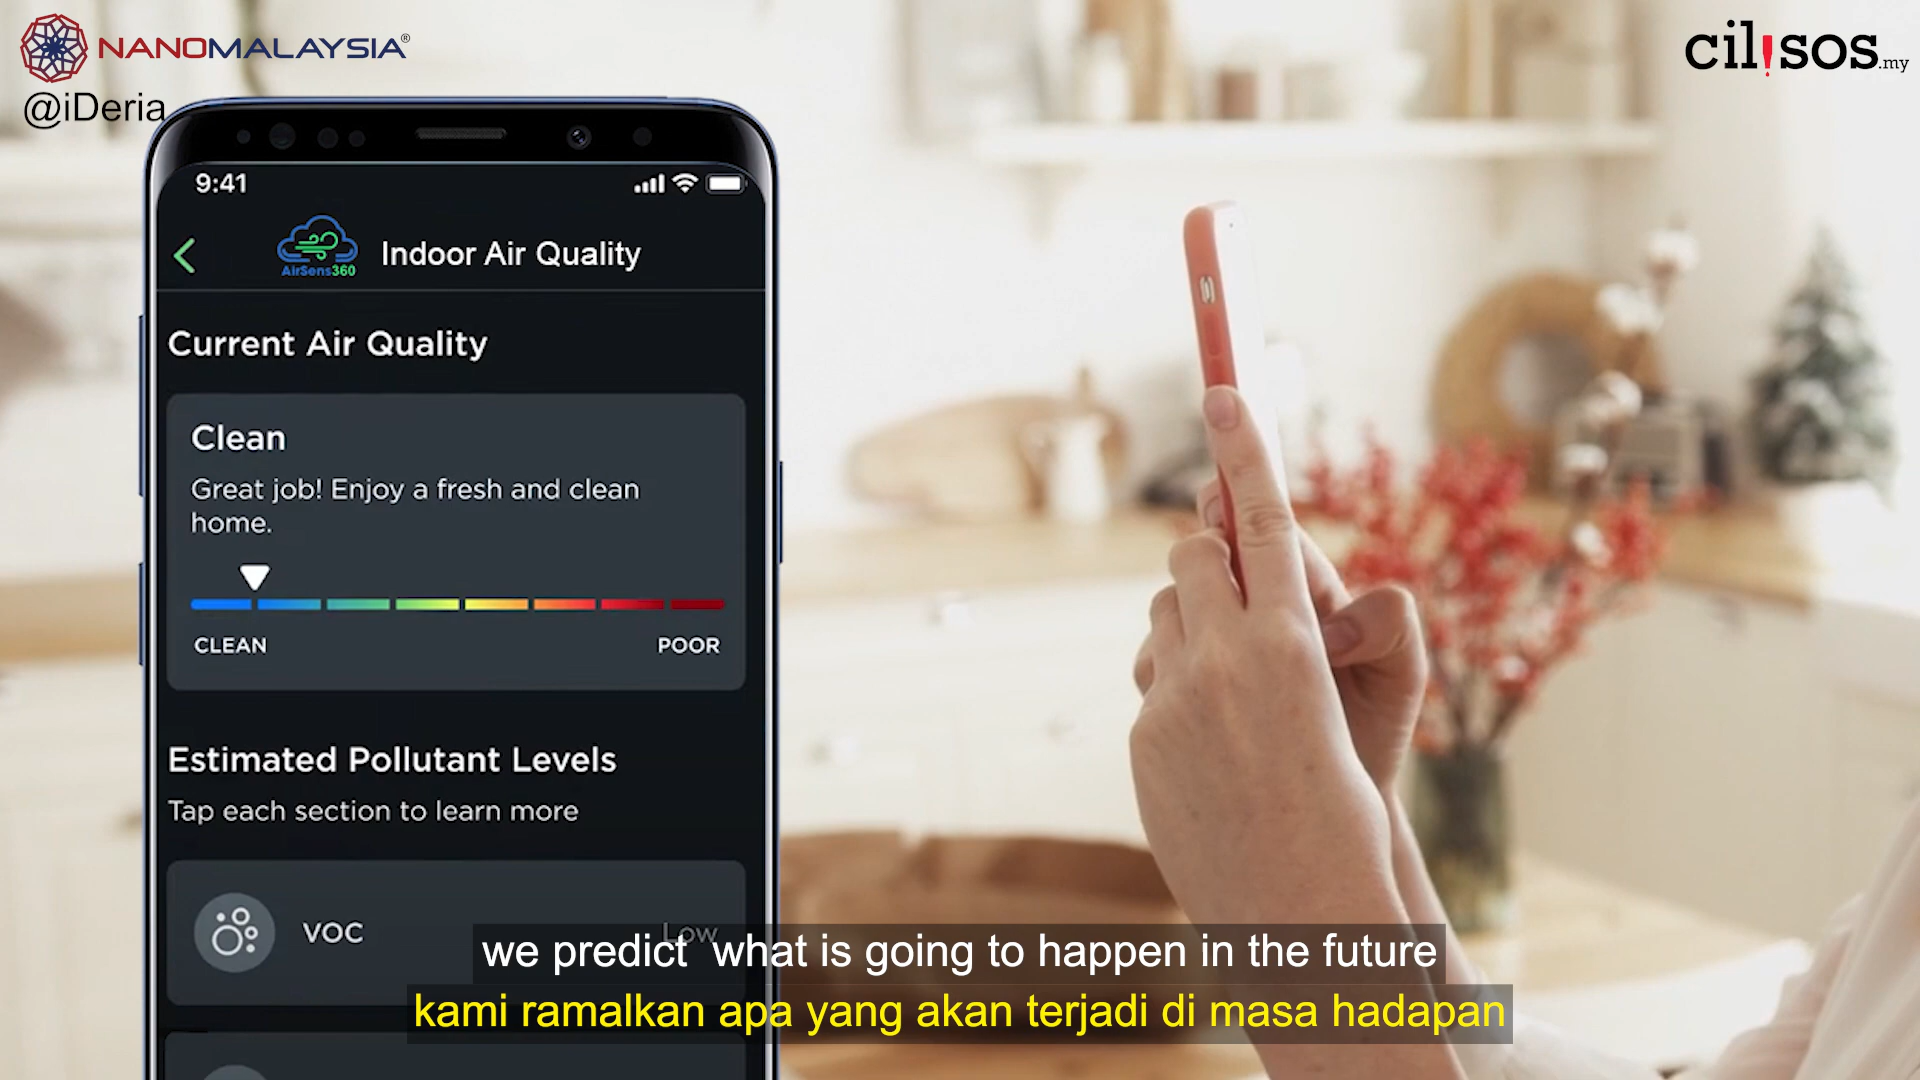 NANOMALAYSIA®
@iDeria
cilisos.my
9:41
AirSens360
Indoor Air Quality
Current Air Quality
Clean
Great job! Enjoy a fresh and clean
home.
CLEAN
POOR
Estimated Pollutant Levels
Tap each section to learn more
VOC
Low
we predict what is going to happen in the future
kami ramalkan apa yang akan terjadi di masa hadapan